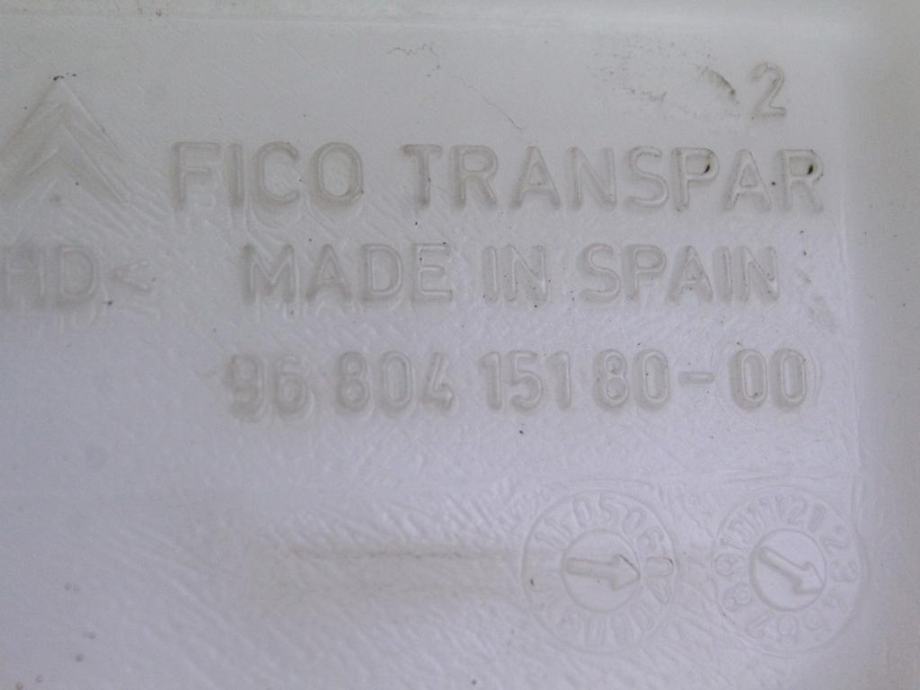 2
FICO TRANSPAR
HD<
MADE IN SPAIN
96 804 151 80-00